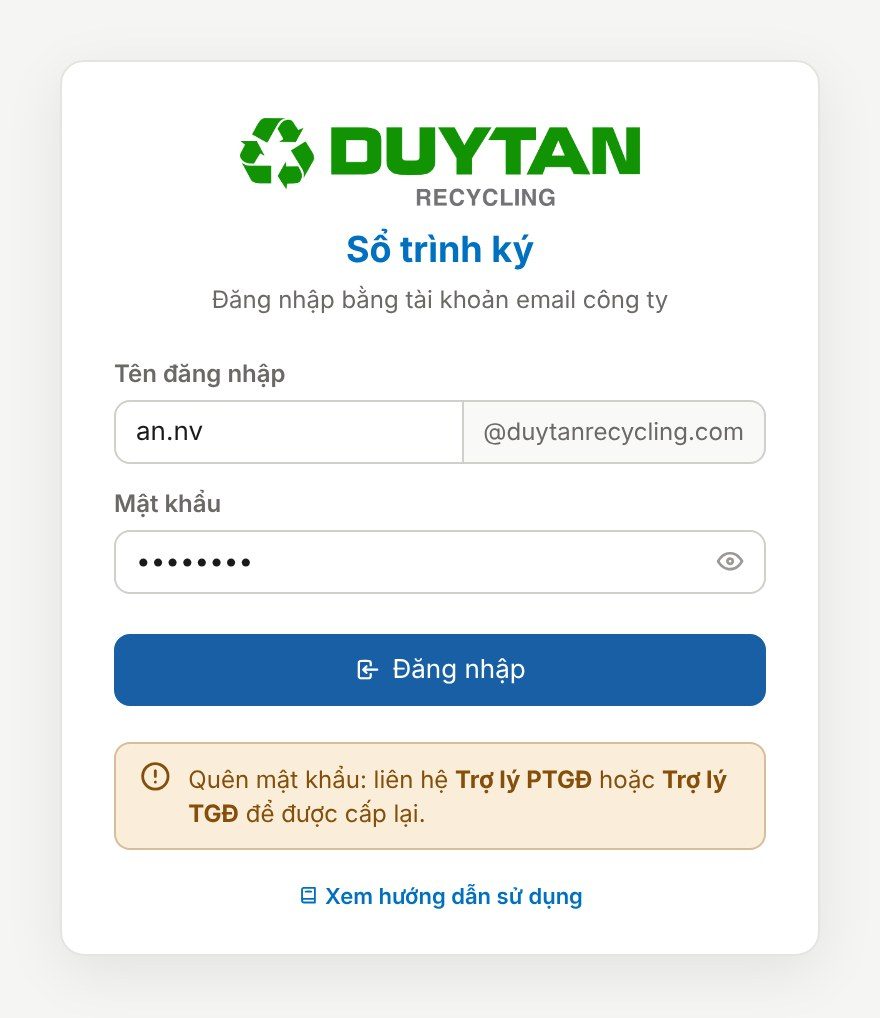 DUYTAN
RECYCLING
Sổ trình ký
Đăng nhập bằng tài khoản email công ty
Tên đăng nhập
an.nv @duytanrecycling.com
Mật khẩu
••••••••
Đăng nhập
Quên mật khẩu: liên hệ Trợ lý PTGĐ hoặc Trợ lý
TGĐ để được cấp lại.
Xem hướng dẫn sử dụng